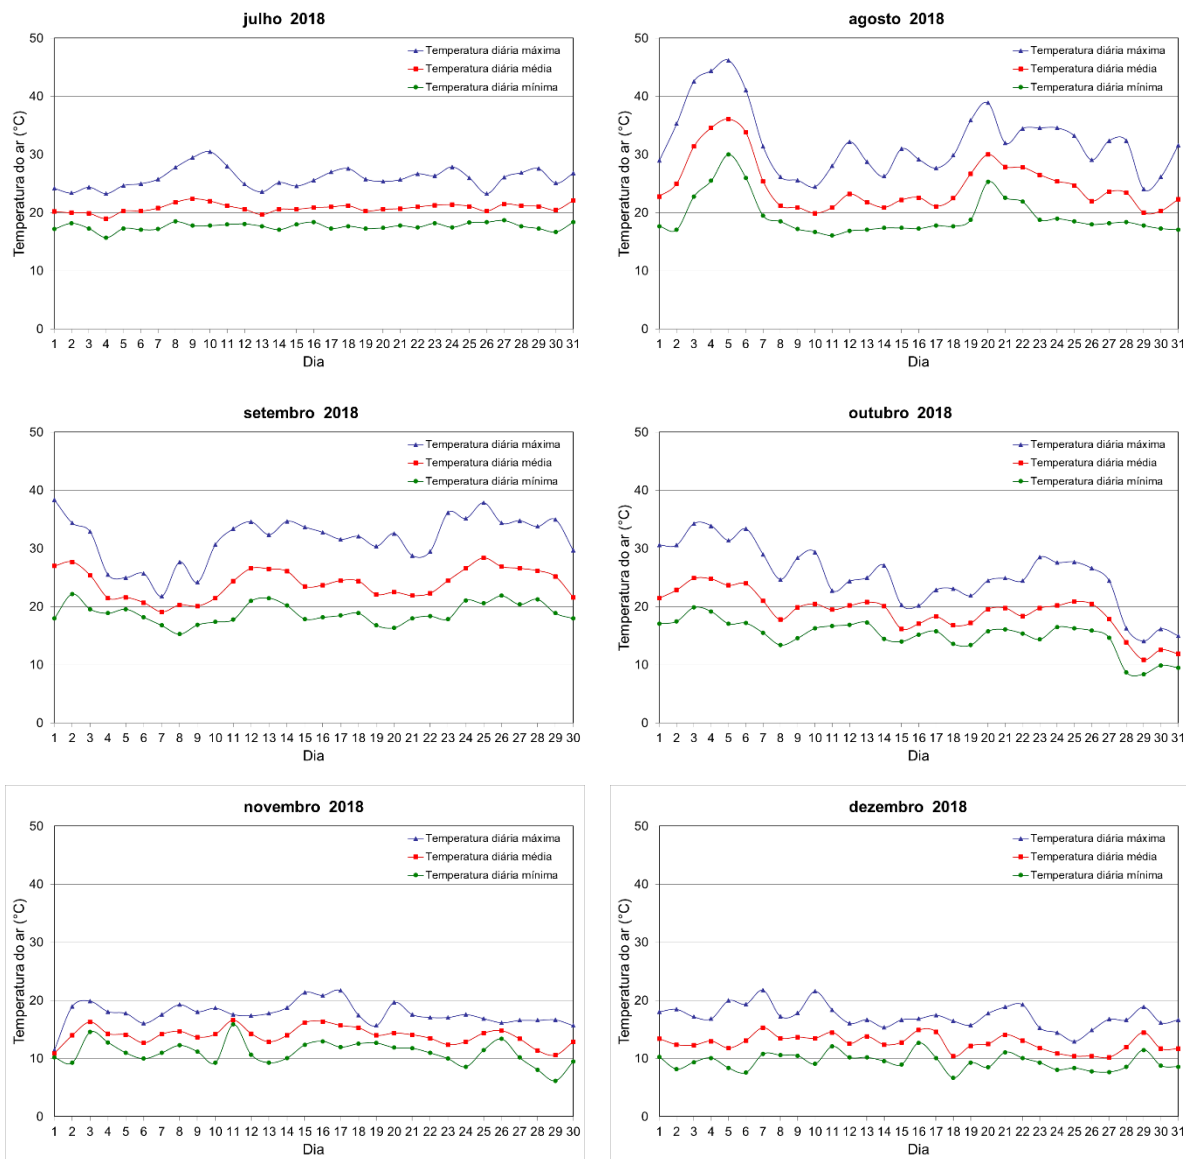 julho 2018
50
40
30
20
10
0
Temperatura do ar (°C)
Temperatura diária máxima
Temperatura diária média
Temperatura diária mínima
1 2 3 4 5 6 7 8 9 10 11 12 13 14 15 16 17 18 19 20 21 22 23 24 25 26 27 28 29 30 31
Dia
agosto 2018
50
40
30
20
10
0
Temperatura do ar (°C)
Temperatura diária máxima
Temperatura diária média
Temperatura diária mínima
1 2 3 4 5 6 7 8 9 10 11 12 13 14 15 16 17 18 19 20 21 22 23 24 25 26 27 28 29 30 31
Dia
setembro 2018
50
40
30
20
10
0
Temperatura do ar (°C)
Temperatura diária máxima
Temperatura diária média
Temperatura diária mínima
1 2 3 4 5 6 7 8 9 10 11 12 13 14 15 16 17 18 19 20 21 22 23 24 25 26 27 28 29 30
Dia
outubro 2018
50
40
30
20
10
0
Temperatura do ar (°C)
Temperatura diária máxima
Temperatura diária média
Temperatura diária mínima
1 2 3 4 5 6 7 8 9 10 11 12 13 14 15 16 17 18 19 20 21 22 23 24 25 26 27 28 29 30 31
Dia
novembro 2018
50
40
30
20
10
0
Temperatura do ar (°C)
Temperatura diária máxima
Temperatura diária média
Temperatura diária mínima
1 2 3 4 5 6 7 8 9 10 11 12 13 14 15 16 17 18 19 20 21 22 23 24 25 26 27 28 29 30
Dia
dezembro 2018
50
40
30
20
10
0
Temperatura do ar (°C)
Temperatura diária máxima
Temperatura diária média
Temperatura diária mínima
1 2 3 4 5 6 7 8 9 10 11 12 13 14 15 16 17 18 19 20 21 22 23 24 25 26 27 28 29 30 31
Dia